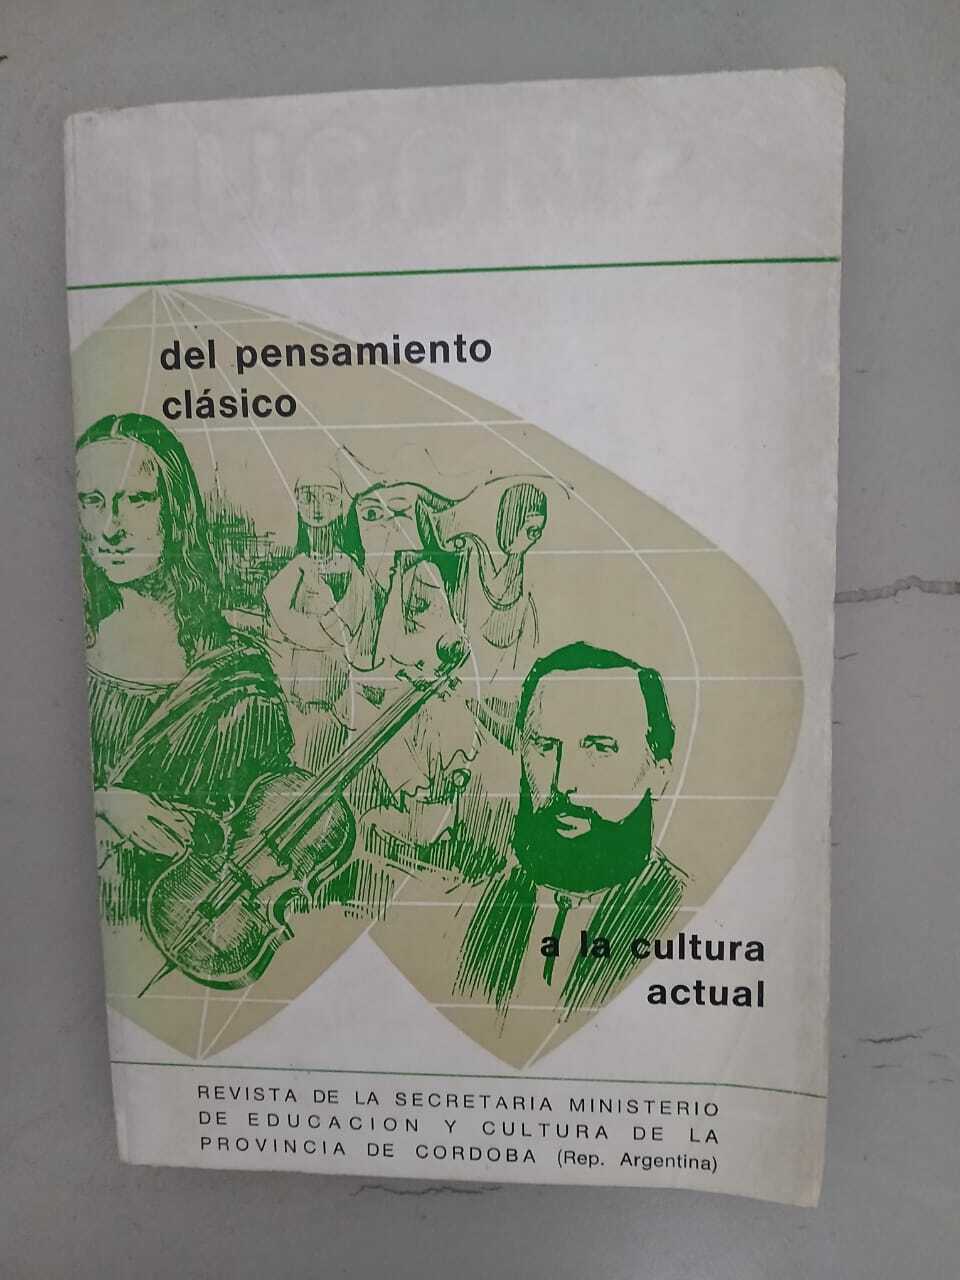 del pensamiento
clásico
a la cultura
actual
REVISTA DE LA SECRETARIA MINISTERIO
DE EDUCACION Y CULTURA DE LA
PROVINCIA DE CORDOBA (Rep. Argentina)